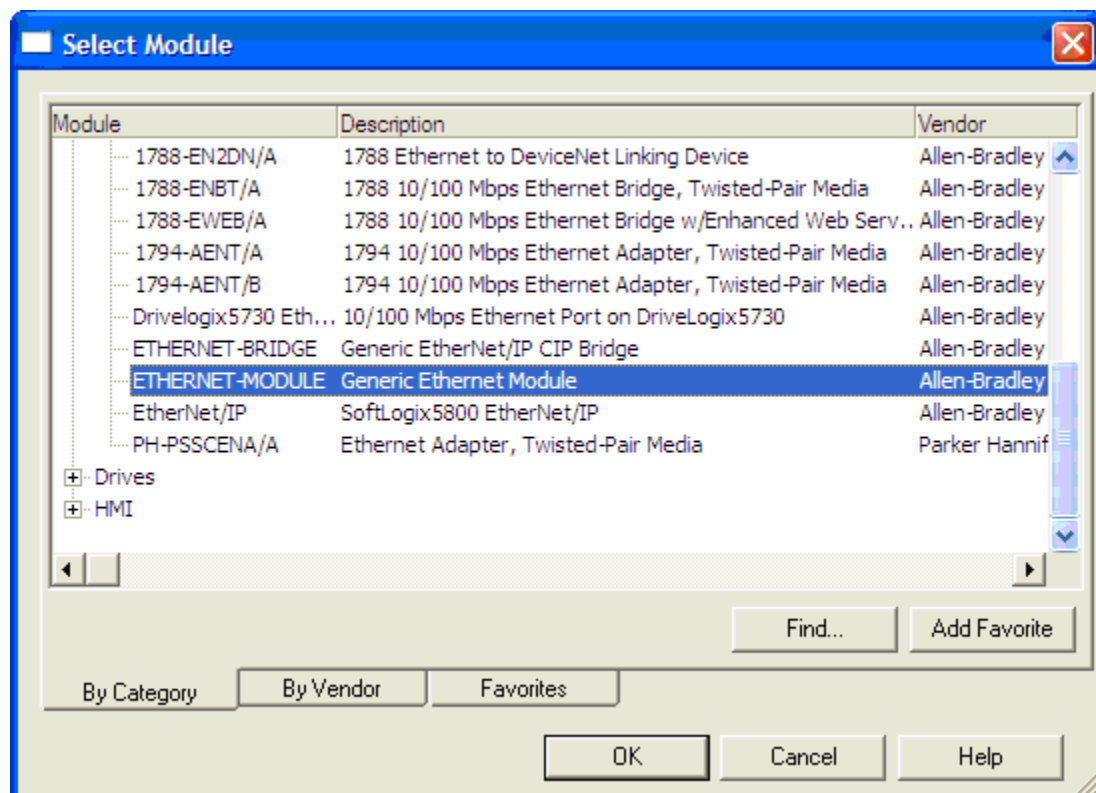 Select Module
Module Description Vendor
1788-EN2DN/A 1788 Ethernet to DeviceNet Linking Device Allen-Bradley
1788-ENBT/A 1788 10/100 Mbps Ethernet Bridge, Twisted-Pair Media Allen-Bradley
1788-EWEB/A 1788 10/100 Mbps Ethernet Bridge w/Enhanced Web Serv.. Allen-Bradley
1794-AENT/A 1794 10/100 Mbps Ethernet Adapter, Twisted-Pair Media Allen-Bradley
1794-AENT/B 1794 10/100 Mbps Ethernet Adapter, Twisted-Pair Media Allen-Bradley
Drivelogix5730 Eth... 10/100 Mbps Ethernet Port on DriveLogix5730 Allen-Bradley
ETHERNET-BRIDGE Generic EtherNet/IP CIP Bridge Allen-Bradley
ETHERNET-MODULE Generic Ethernet Module Allen-Bradley
EtherNet/IP SoftLogix5800 EtherNet/IP Allen-Bradley
PH-PSSCENA/A Ethernet Adapter, Twisted-Pair Media Parker Hannif
Drives
HMI
Find... Add Favorite
By Category By Vendor Favorites
OK Cancel Help